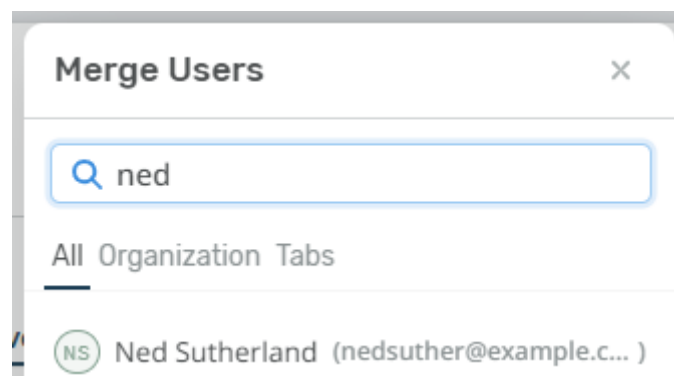 Merge Users ×
ned
All Organization Tabs
NS Ned Sutherland (nedsuther@example.c... )